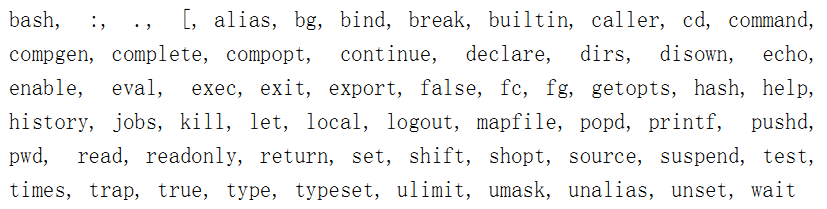 bash, :, ., [, alias, bg, bind, break, builtin, caller, cd, command,
compgen, complete, compopt, continue, declare, dirs, disown, echo,
enable, eval, exec, exit, export, false, fc, fg, getopts, hash, help,
history, jobs, kill, let, local, logout, mapfile, popd, printf, pushd,
pwd, read, readonly, return, set, shift, shopt, source, suspend, test,
times, trap, true, type, typeset, ulimit, umask, unalias, unset, wait